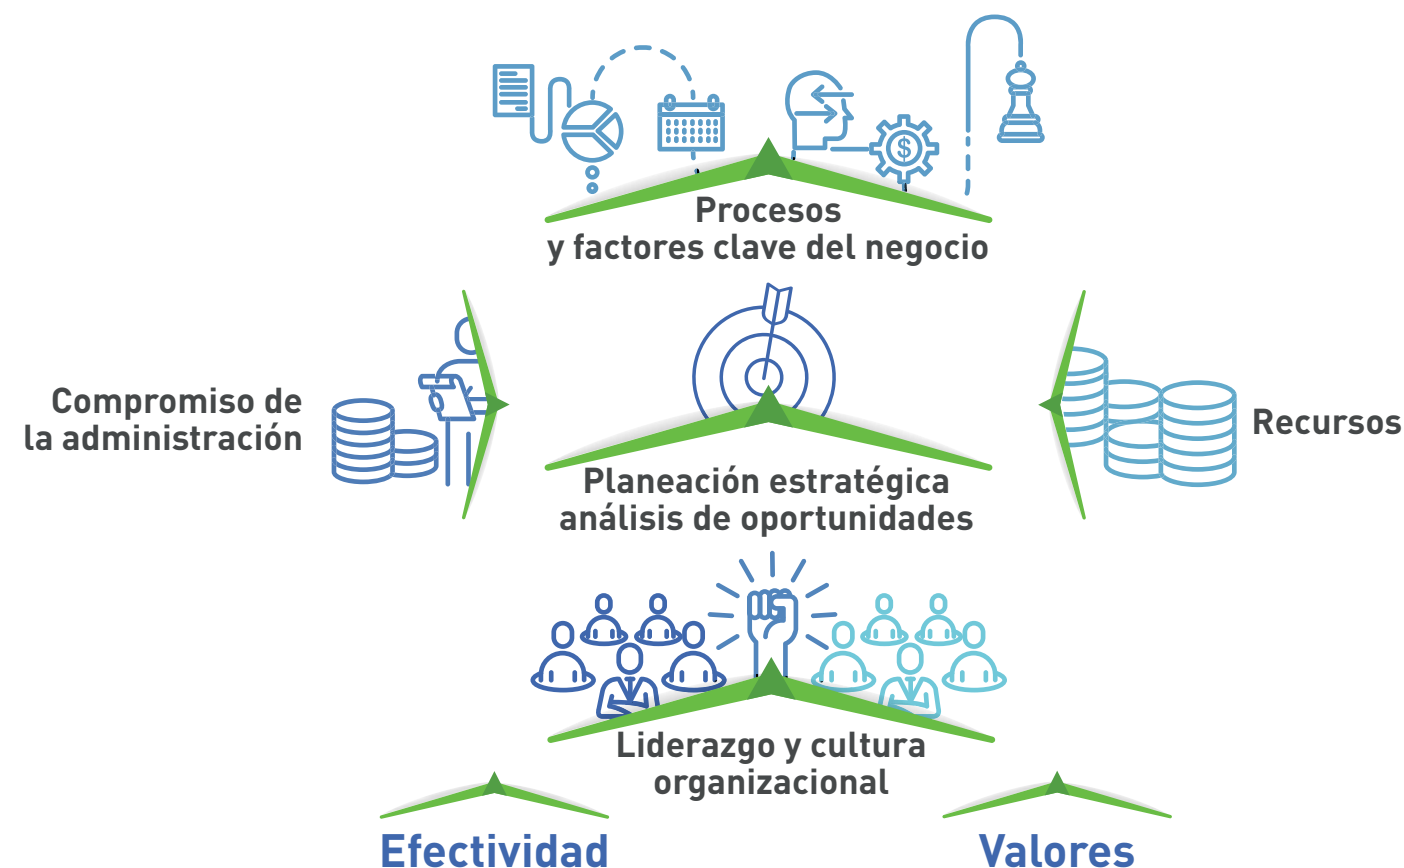 Procesos
y factores clave del negocio
Compromiso de
la administración
$
Recursos
Planeación estratégica
análisis de oportunidades
Liderazgo y cultura
organizacional
Efectividad
Valores